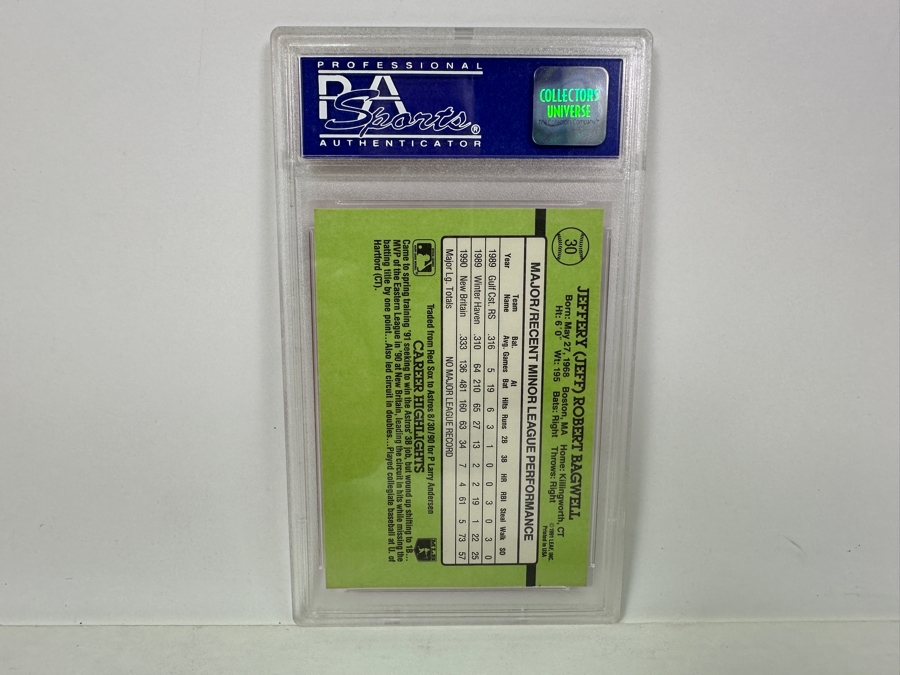 PROFESSIONAL
PSA
Sports®
AUTHENTICATOR
COLLECTORS
UNIVERSE
30
JEFFERY (JEFF) ROBERT BAGWELL
Born: May 27, 1968 Boston, MA Home: Killingworth, CT
Ht: 6' 0" Wt: 195 Bats: Right Throws: Right
©1991 LEAF, INC.
Printed in USA
MAJOR/RECENT MINOR LEAGUE PERFORMANCE
Year Team Name Bat. Avg. Games At Bat Hits Runs 2B 3B HR RBI Steal Walk SO
1989 Gulf Cst. RS .316 5 19 6 3 1 0 0 3 0 3 0
1989 Winter Haven .310 64 210 65 27 13 2 2 19 1 22 25
1990 New Britain .333 136 481 160 63 34 7 4 61 5 73 57
Major Lg. Totals NO MAJOR LEAGUE RECORD
Traded from Red Sox to Astros 8/30/90 for P Larry Andersen
CAREER HIGHLIGHTS
Came to spring training '91 seeking to win the Astros' 3B job, but wound up shifting to 1B...
MVP of the Eastern League in '90 at New Britain, leading the circuit in hits while missing the
batting title by one point...Also led circuit in doubles...Played collegiate baseball at U. of
Hartford (CT).